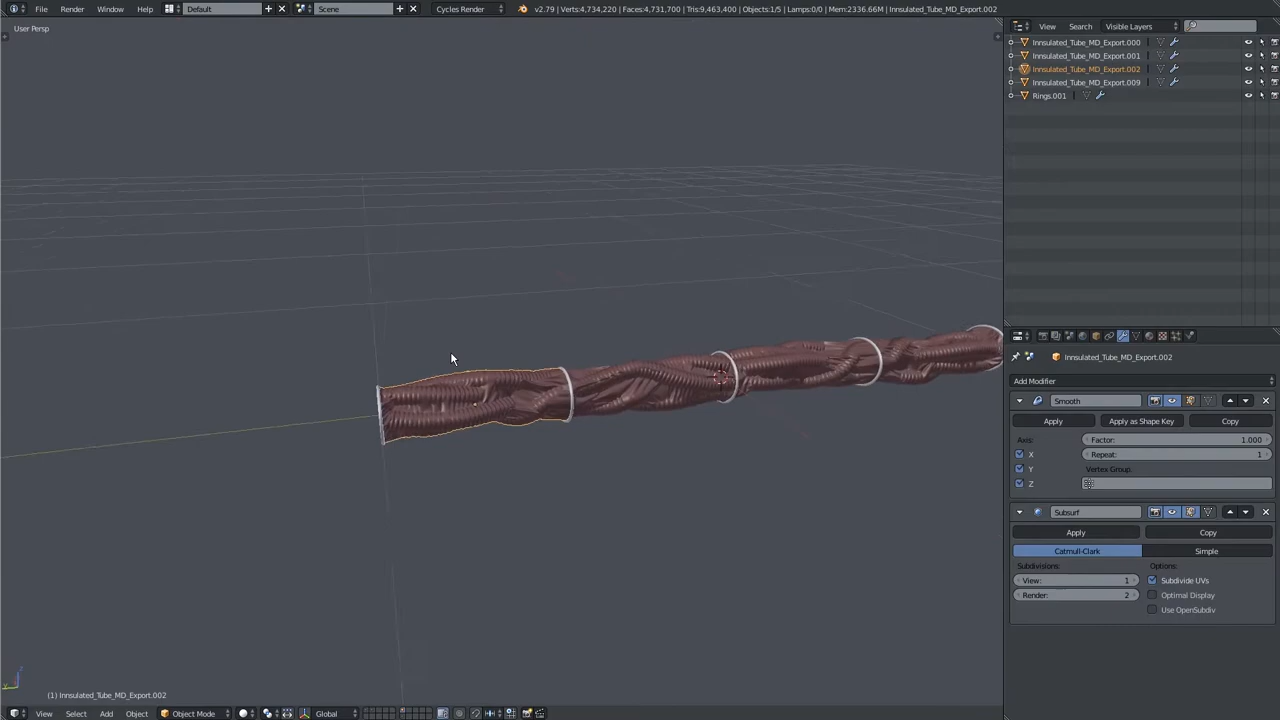 File Render Window Help Default Scene Cycles Render v2.79 | Verts:4,734,220 | Faces:4,731,700 | Tris:9,463,400 | Objects:1/5 | Lamps:0/0 | Mem:2336.66M | Innsulated_Tube_MD_Export.002
User Persp
View Search Visible Layers
Innsulated_Tube_MD_Export.000
Innsulated_Tube_MD_Export.001
Innsulated_Tube_MD_Export.002
Innsulated_Tube_MD_Export.009
Rings.001
Innsulated_Tube_MD_Export.002
Add Modifier
Smooth
Apply Apply as Shape Key Copy
Axis: Factor: 1.000
X Repeat: 1
Y Vertex Group:
Z
Subsurf
Apply Copy
Catmull-Clark Simple
Subdivisions: Options:
View: 1 Subdivide UVs
Render: 2 Optimal Display
Use OpenSubdiv
(1) Innsulated_Tube_MD_Export.002
View Select Add Object Object Mode Global